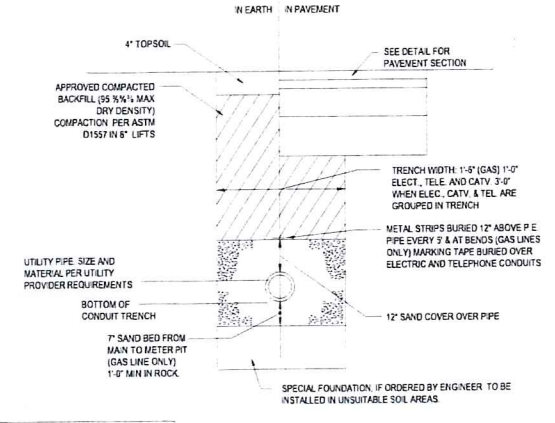 IN EARTH IN PAVEMENT
4" TOPSOIL
SEE DETAIL FOR
PAVEMENT SECTION
APPROVED COMPACTED
BACKFILL (95 MAX
DRY DENSITY)
COMPACTION PER ASTM
D1557 IN 6" LIFTS
TRENCH WIDTH: 1'-6" (GAS) 1'-0"
ELECT., TELE. AND CATV. 3'-0"
WHEN ELEC., CATV, & TEL. ARE
GROUPED IN TRENCH
METAL STRIPS BURIED 12" ABOVE P.E.
PIPE EVERY 5' & AT BENDS (GAS LINES
ONLY) MARKING TAPE BURIED OVER
ELECTRIC AND TELEPHONE CONDUITS
UTILITY PIPE, SIZE AND
MATERIAL PER UTILITY
PROVIDER REQUIREMENTS
BOTTOM OF
CONDUIT TRENCH
12" SAND COVER OVER PIPE
7" SAND BED FROM
MAIN TO METER PIT
(GAS LINE ONLY)
1'-0" MIN IN ROCK.
SPECIAL FOUNDATION, IF ORDERED BY ENGINEER TO BE
INSTALLED IN UNSUITABLE SOIL AREAS.